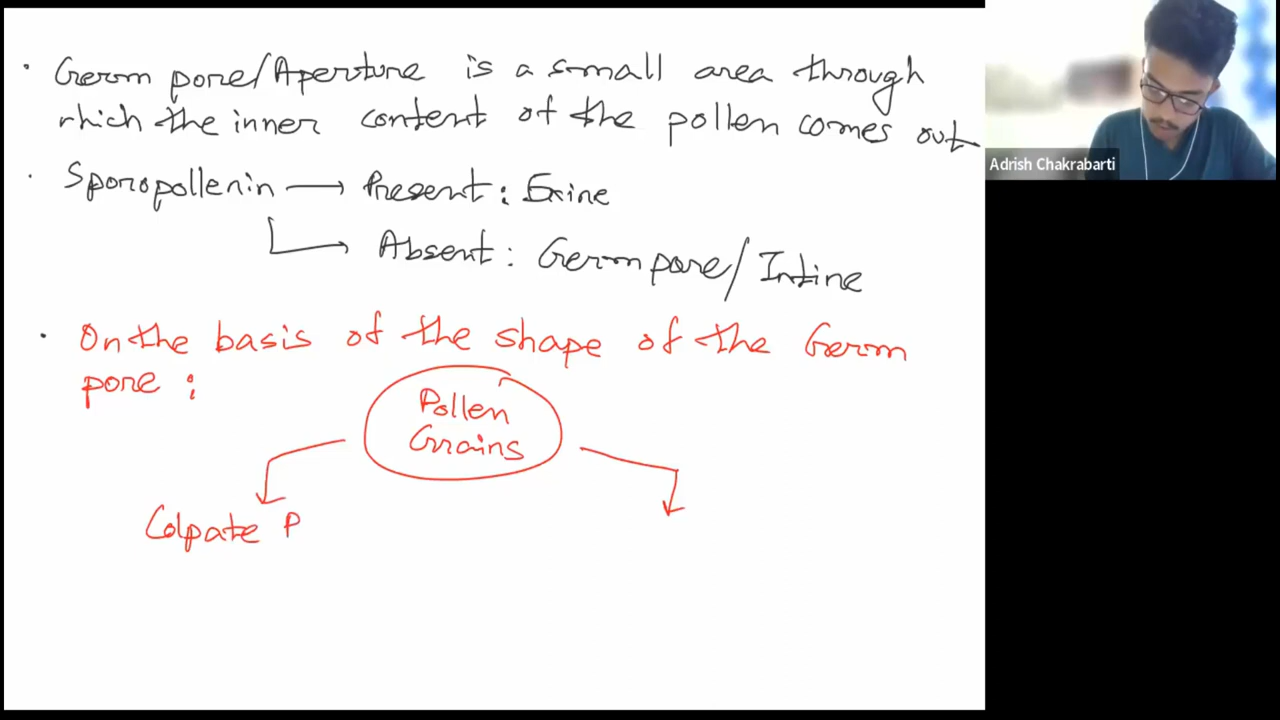 • Germ pore/Aperture is a small area through
which the inner content of the pollen comes out
• Sporopollenin → Present : Exine
→ Absent : Germ pore/Intine
• On the basis of the shape of the Germ
pore :
Pollen
Grains
Colpate P
Adrish Chakrabarti